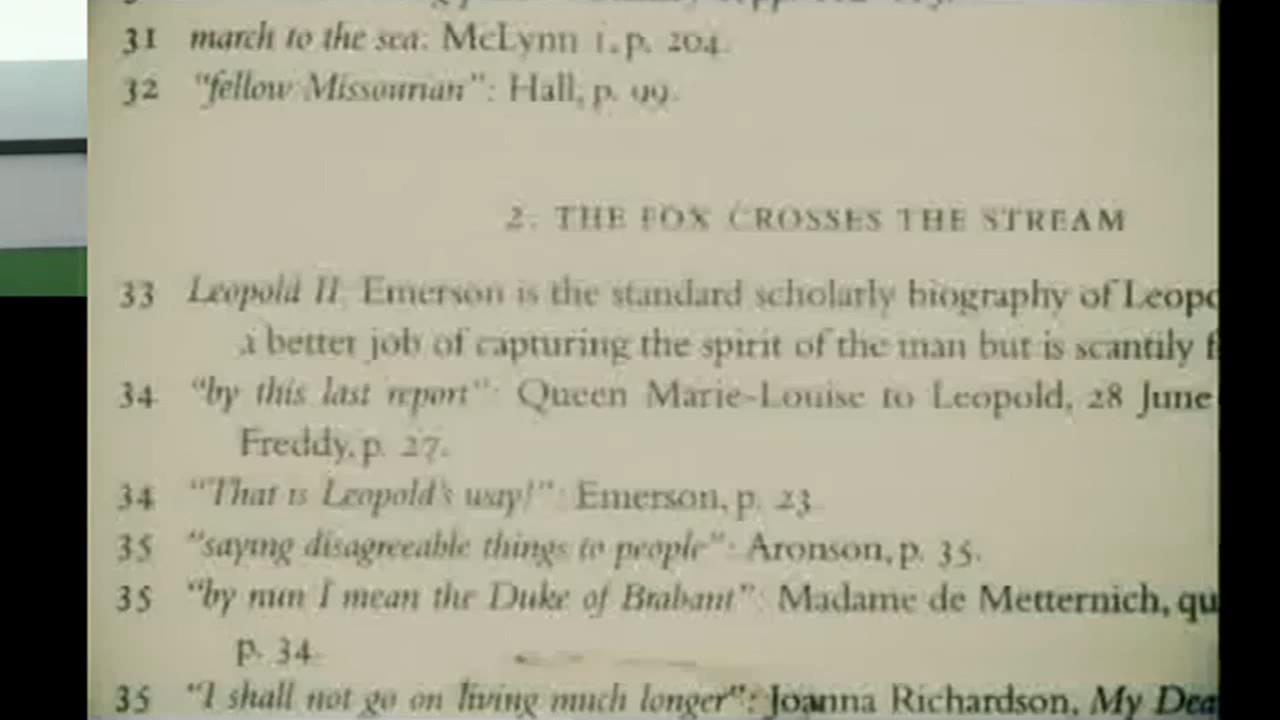 31 march to the sea: McLynn 1, p. 204.
32 "fellow Missourian": Hall, p. 99.
2. THE FOX CROSSES THE STREAM
33 Leopold II: Emerson is the standard scholarly biography of Leopo
a better job of capturing the spirit of the man but is scantily f
34 "by this last report": Queen Marie-Louise to Leopold, 28 June
Freddy, p. 27.
34 "That is Leopold's way!": Emerson, p. 23.
35 "saying disagreeable things to people": Aronson, p. 35.
35 "by nun I mean the Duke of Brabant": Madame de Metternich, qu
p. 34.
35 "I shall not go on living much longer": Joanna Richardson, My Dea